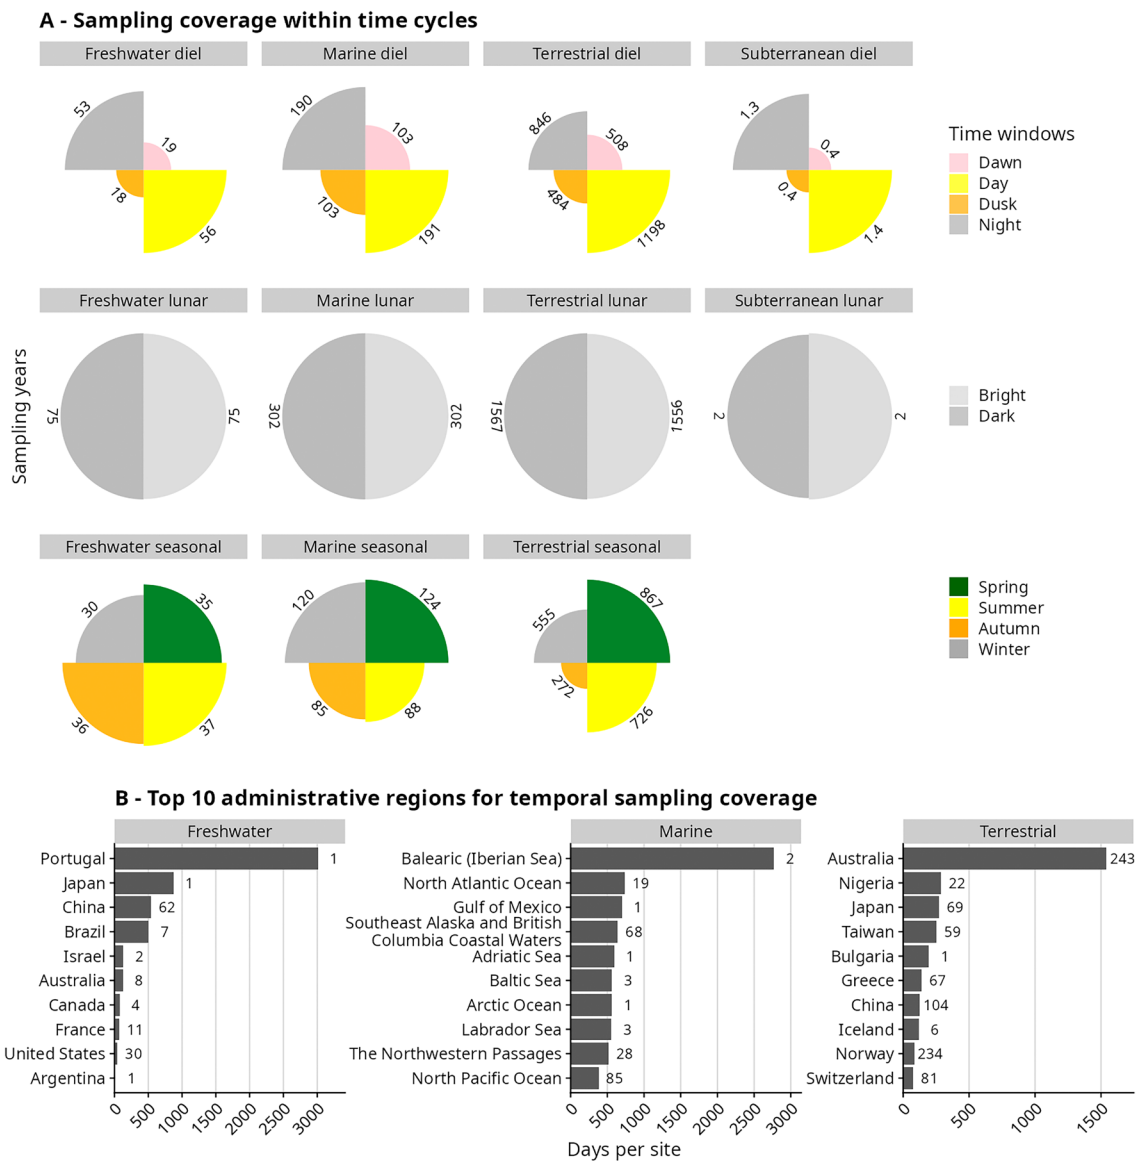 A - Sampling coverage within time cycles
Freshwater diel
Marine diel
Terrestrial diel
Subterranean diel
53
19
18
56
190
103
103
191
846
508
484
1198
1.3
0.4
0.4
1.4
Time windows
Dawn
Day
Dusk
Night
Sampling years
Freshwater lunar
Marine lunar
Terrestrial lunar
Subterranean lunar
75
75
302
302
1567
1556
2
2
Bright
Dark
Freshwater seasonal
Marine seasonal
Terrestrial seasonal
30
35
36
37
120
124
85
88
555
867
272
726
Spring
Summer
Autumn
Winter
B - Top 10 administrative regions for temporal sampling coverage
Freshwater
Portugal 1
Japan 1
China 62
Brazil 7
Israel 2
Australia 8
Canada 4
France 11
United States 30
Argentina 1
0 500 1000 1500 2000 2500 3000
Marine
Balearic (Iberian Sea) 2
North Atlantic Ocean 19
Gulf of Mexico 1
Southeast Alaska and British
Columbia Coastal Waters 68
Adriatic Sea 1
Baltic Sea 3
Arctic Ocean 1
Labrador Sea 3
The Northwestern Passages 28
North Pacific Ocean 85
0 500 1000 1500 2000 2500 3000
Terrestrial
Australia 243
Nigeria 22
Japan 69
Taiwan 59
Bulgaria 1
Greece 67
China 104
Iceland 6
Norway 234
Switzerland 81
0 500 1000 1500
Days per site